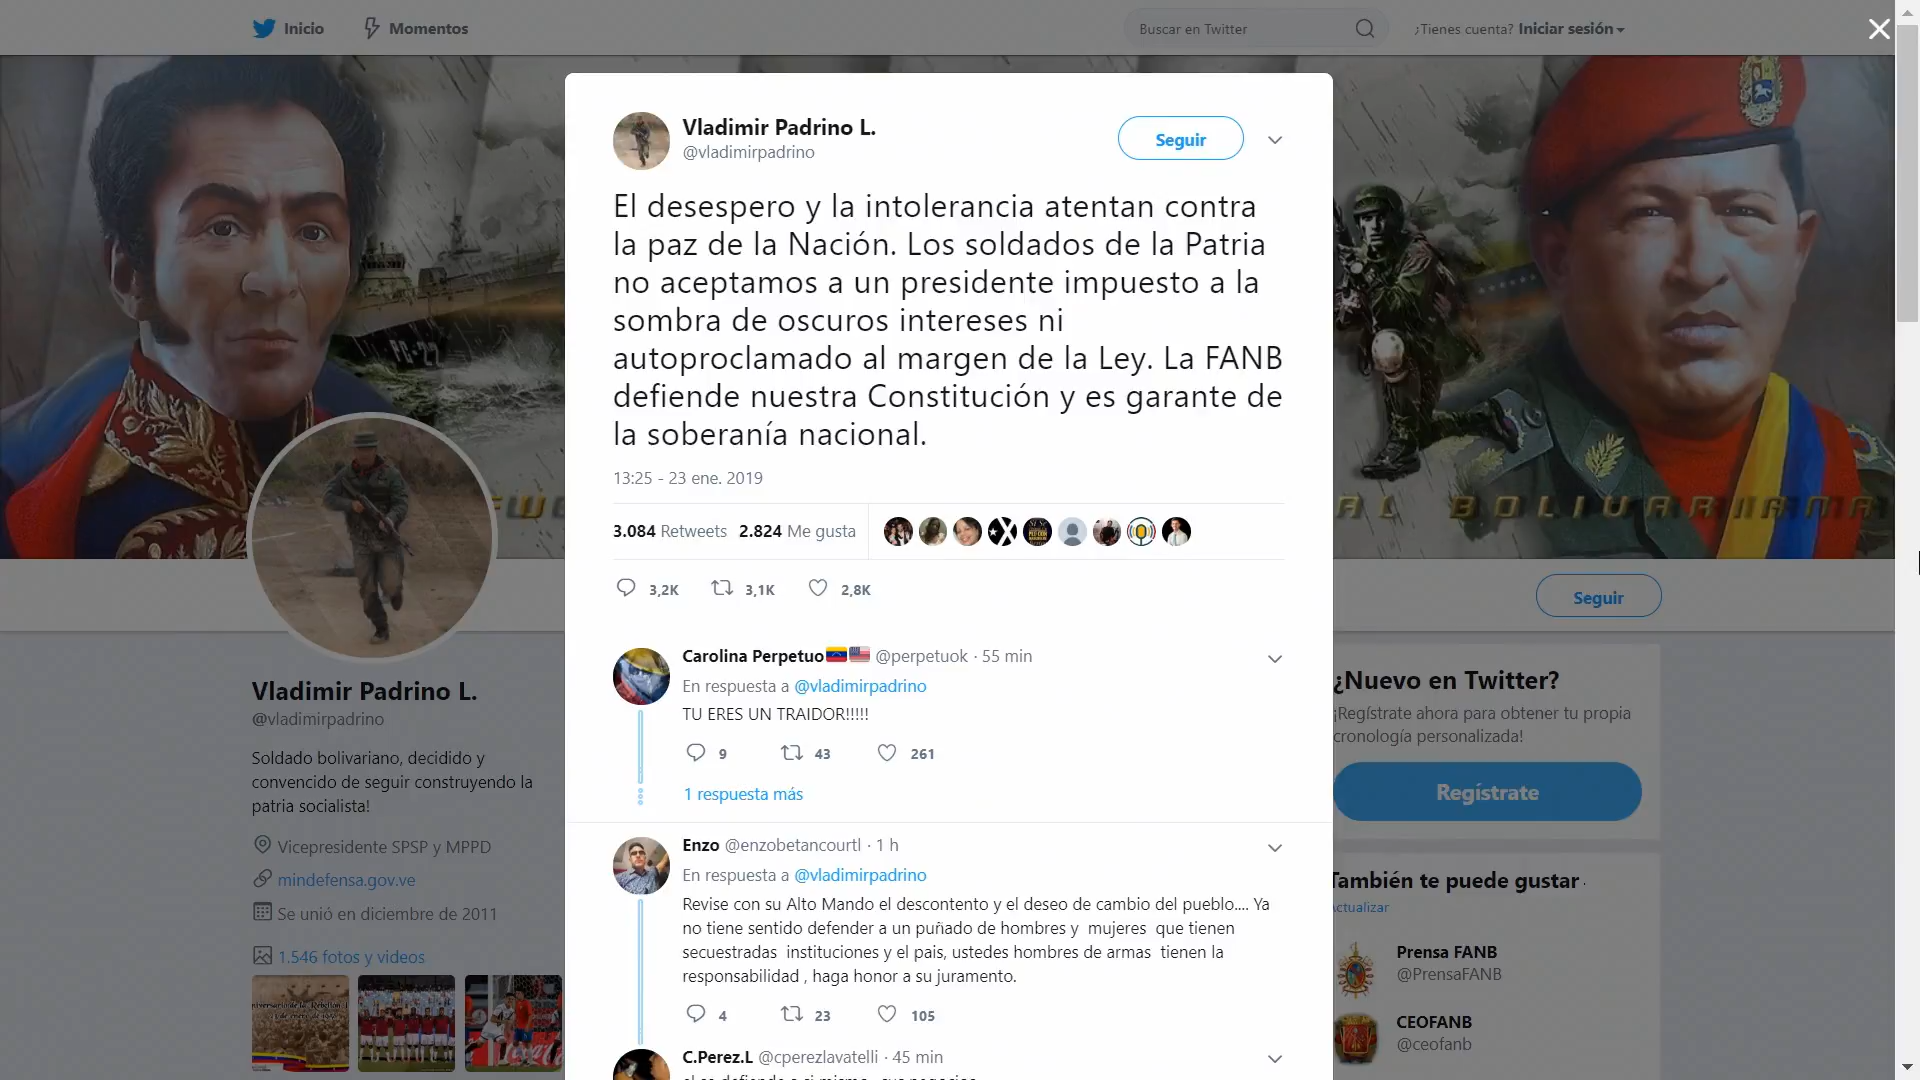 Inicio
Momentos
Buscar en Twitter
¿Tienes cuenta? Iniciar sesión
Vladimir Padrino L.
@vladimirpadrino
Seguir
El desespero y la intolerancia atentan contra
la paz de la Nación. Los soldados de la Patria
no aceptamos a un presidente impuesto a la
sombra de oscuros intereses ni
autoproclamado al margen de la Ley. La FANB
defiende nuestra Constitución y es garante de
la soberanía nacional.
13:25 - 23 ene. 2019
3.084 Retweets 2.824 Me gusta
3,2K 3,1K 2,8K
Carolina Perpetuo @perpetuok · 55 min
En respuesta a @vladimirpadrino
TU ERES UN TRAIDOR!!!!!
9 43 261
1 respuesta más
Enzo @enzobetancourtl · 1 h
En respuesta a @vladimirpadrino
Revise con su Alto Mando el descontento y el deseo de cambio del pueblo.... Ya
no tiene sentido defender a un puñado de hombres y mujeres que tienen
secuestradas instituciones y el pais, ustedes hombres de armas tienen la
responsabilidad , haga honor a su juramento.
4 23 105
C.Perez.L @cperezlavatelli · 45 min
Vladimir Padrino L.
@vladimirpadrino
Soldado bolivariano, decidido y
convencido de seguir construyendo la
patria socialista!
Vicepresidente SPSP y MPPD
mindefensa.gov.ve
Se unió en diciembre de 2011
1.546 fotos y videos
AL BOLIVARIANA
Seguir
¿Nuevo en Twitter?
¡Regístrate ahora para obtener tu propia
cronología personalizada!
Regístrate
También te puede gustar
Actualizar
Prensa FANB
@PrensaFANB
CEOFANB
@ceofanb